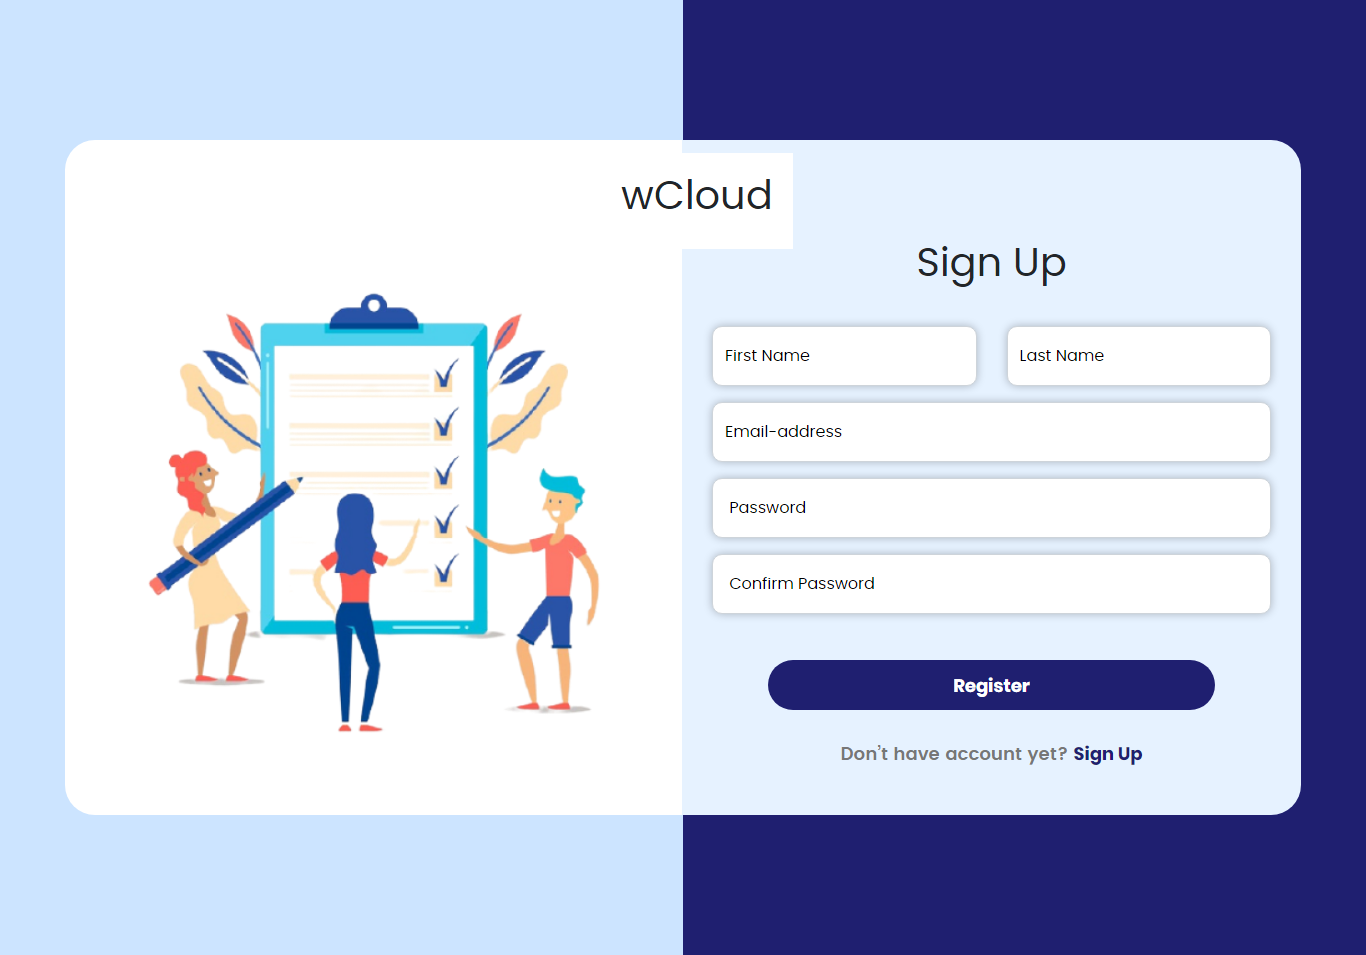 wCloud
Sign Up
First Name
Last Name
Email-address
Password
Confirm Password
Register
Don't have account yet? Sign Up